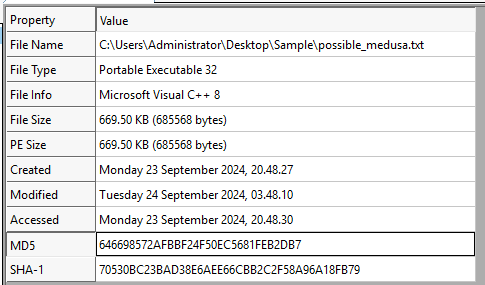 Property Value
File Name C:\Users\Administrator\Desktop\Sample\possible_medusa.txt
File Type Portable Executable 32
File Info Microsoft Visual C++ 8
File Size 669.50 KB (685568 bytes)
PE Size 669.50 KB (685568 bytes)
Created Monday 23 September 2024, 20.48.27
Modified Tuesday 24 September 2024, 03.48.10
Accessed Monday 23 September 2024, 20.48.30
MD5 646698572AFBBF24F50EC5681FEB2DB7
SHA-1 70530BC23BAD38E6AEE66CBB2C2F58A96A18FB79